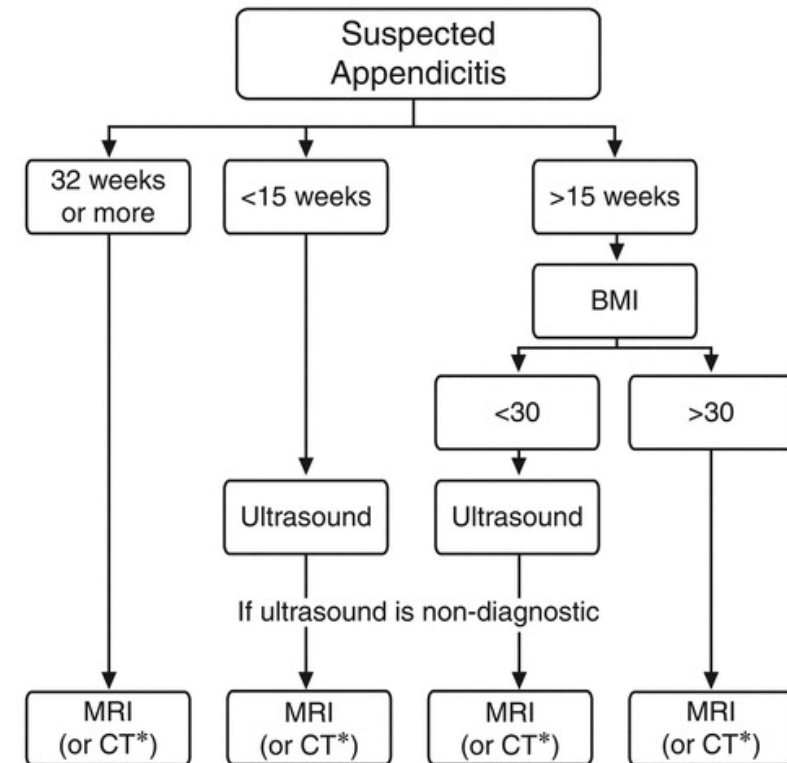 Suspected
Appendicitis
32 weeks
or more
<15 weeks
>15 weeks
BMI
<30
>30
Ultrasound
Ultrasound
If ultrasound is non-diagnostic
MRI
(or CT*)
MRI
(or CT*)
MRI
(or CT*)
MRI
(or CT*)